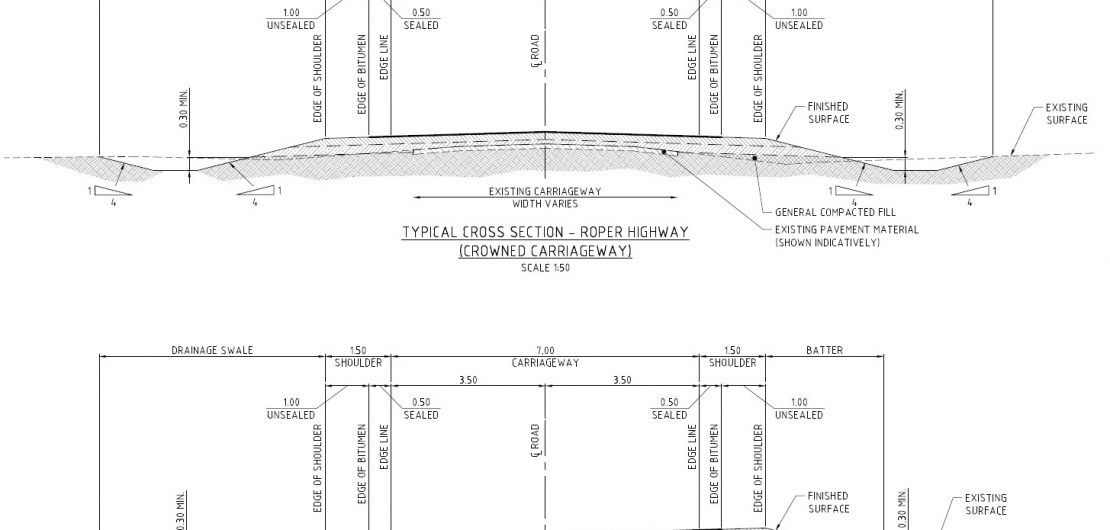 1.00
UNSEALED
0.50
SEALED
0.50
SEALED
1.00
UNSEALED
EDGE OF SHOULDER
EDGE OF BITUMEN
EDGE LINE
℄ ROAD
EDGE LINE
EDGE OF BITUMEN
EDGE OF SHOULDER
0.30 MIN.
0.30 MIN.
FINISHED
SURFACE
EXISTING
SURFACE
1
4
1
4
1
4
1
4
EXISTING CARRIAGEWAY
WIDTH VARIES
GENERAL COMPACTED FILL
EXISTING PAVEMENT MATERIAL
(SHOWN INDICATIVELY)
TYPICAL CROSS SECTION - ROPER HIGHWAY
(CROWNED CARRIAGEWAY)
SCALE 1:50
DRAINAGE SWALE
1.50
SHOULDER
7.00
CARRIAGEWAY
1.50
SHOULDER
BATTER
3.50
3.50
1.00
UNSEALED
0.50
SEALED
0.50
SEALED
1.00
UNSEALED
EDGE OF SHOULDER
EDGE OF BITUMEN
EDGE LINE
℄ ROAD
EDGE LINE
EDGE OF BITUMEN
EDGE OF SHOULDER
0.30 MIN.
0.30 MIN.
FINISHED
SURFACE
EXISTING
SURFACE